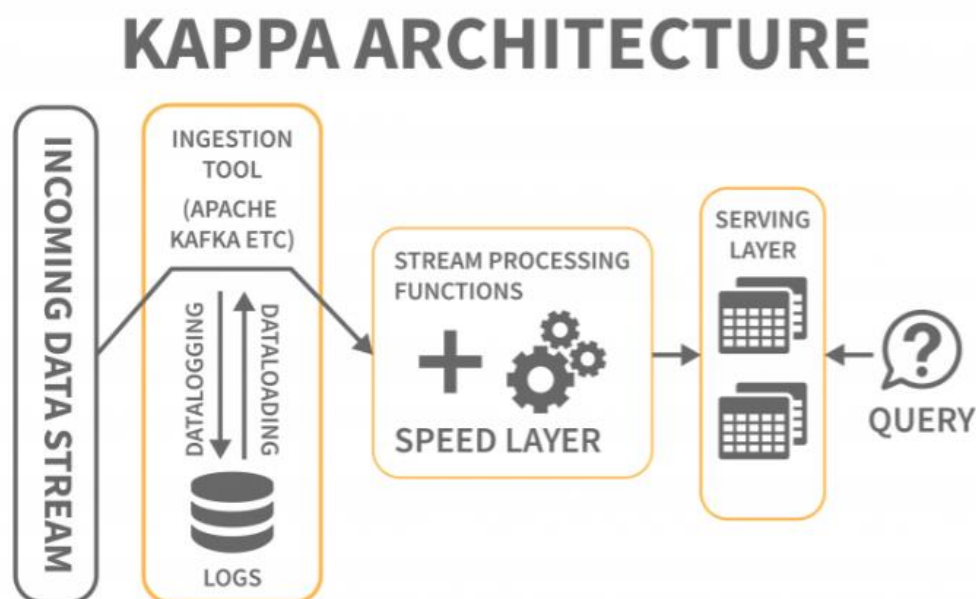 KAPPA ARCHITECTURE
INCOMING DATA STREAM
INGESTION
TOOL
(APACHE
KAFKA ETC)
DATALOGGING
DATALOADING
LOGS
STREAM PROCESSING
FUNCTIONS
+
SPEED LAYER
SERVING
LAYER
?
QUERY